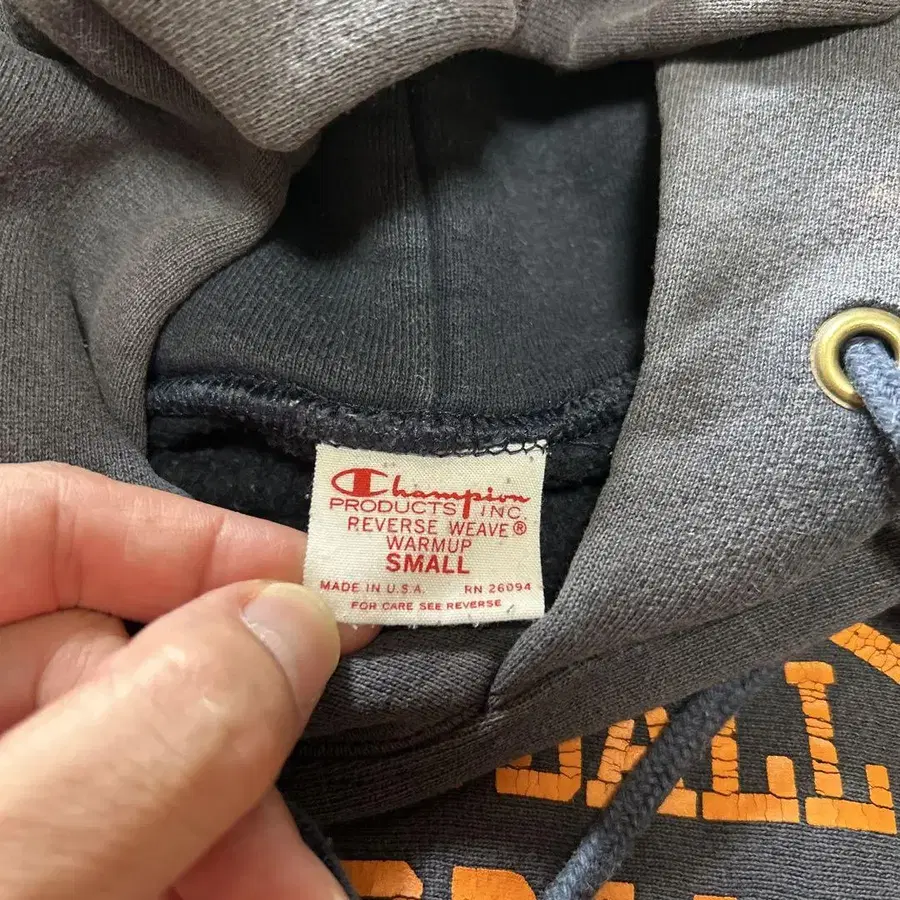 Champion
PRODUCTS INC.
REVERSE WEAVE®
WARMUP
SMALL
MADE IN U.S.A. RN 26094
FOR CARE SEE REVERSE